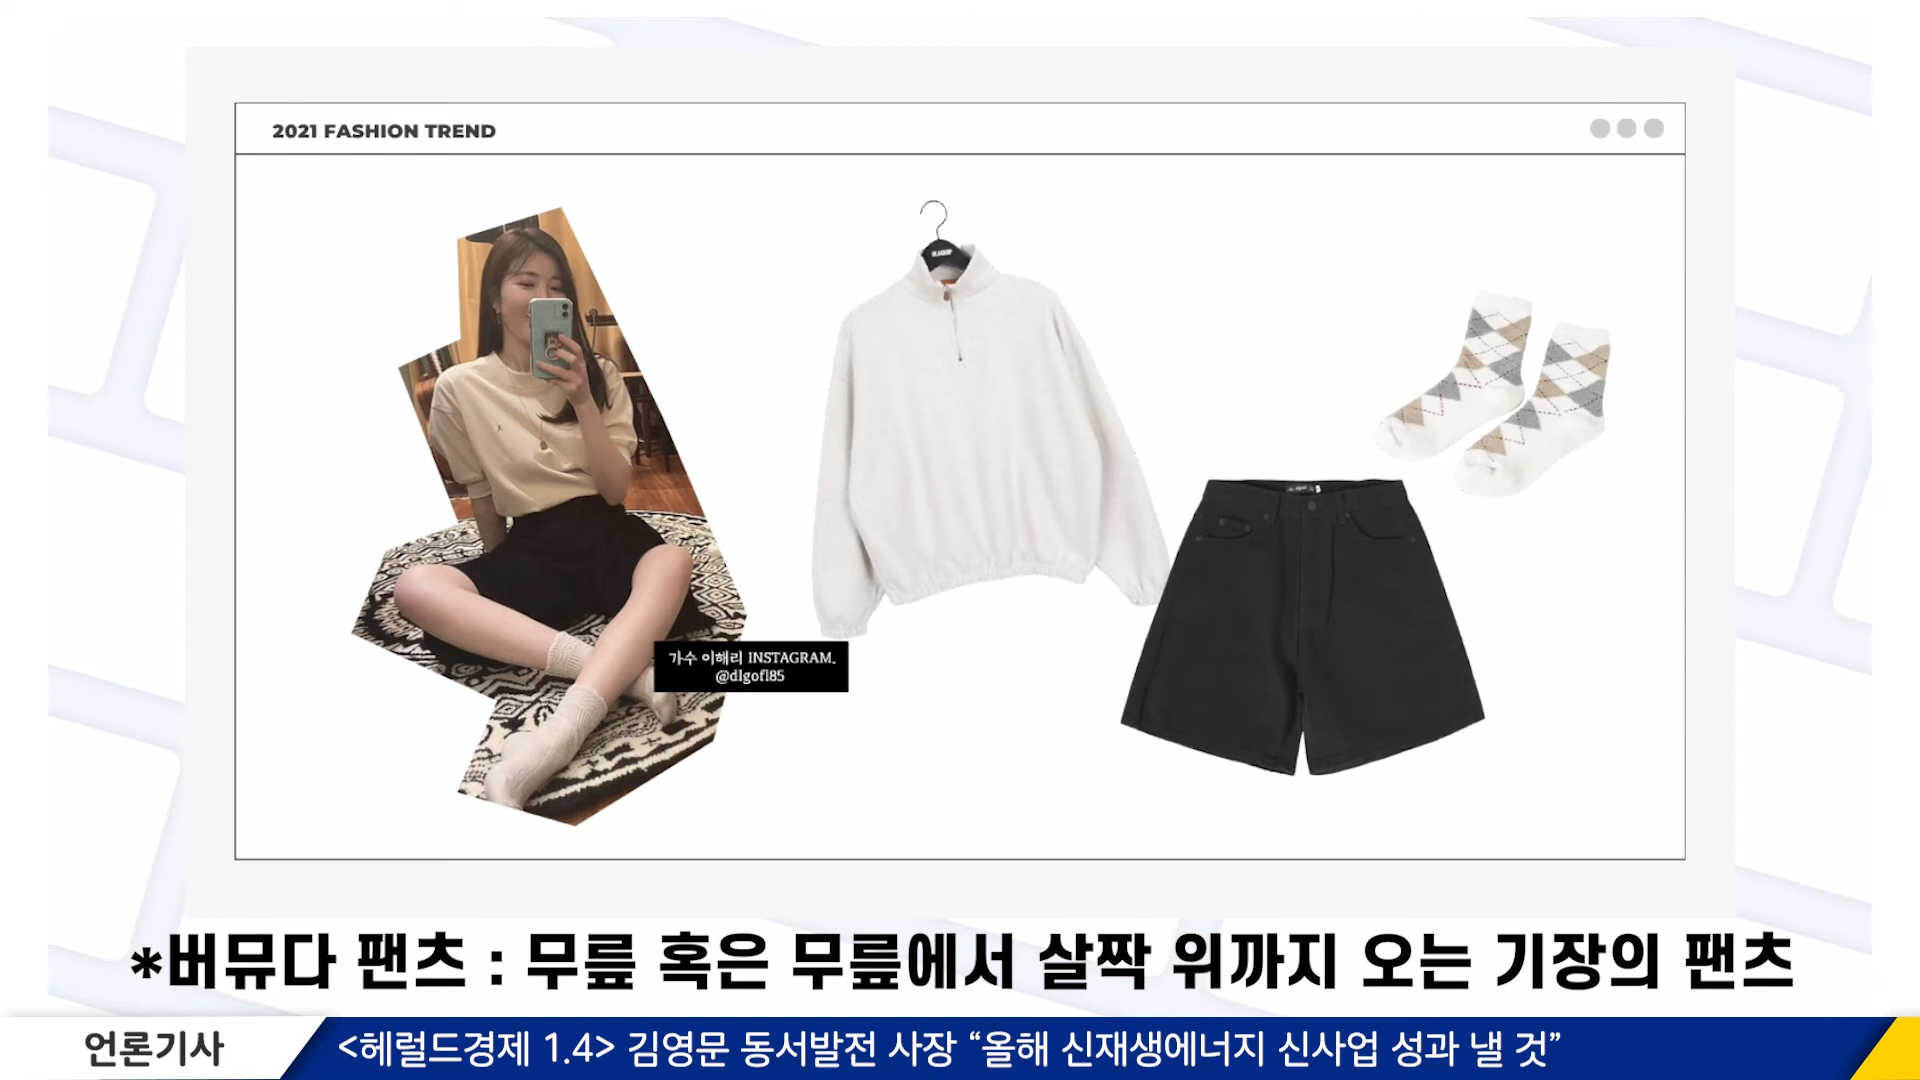 2021 FASHION TREND
가수 이해리 INSTAGRAM.
@dlgofl85
*버뮤다 팬츠 : 무릎 혹은 무릎에서 살짝 위까지 오는 기장의 팬츠
언론기사
<헤럴드경제 1.4> 김영문 동서발전 사장 “올해 신재생에너지 신사업 성과 낼 것”